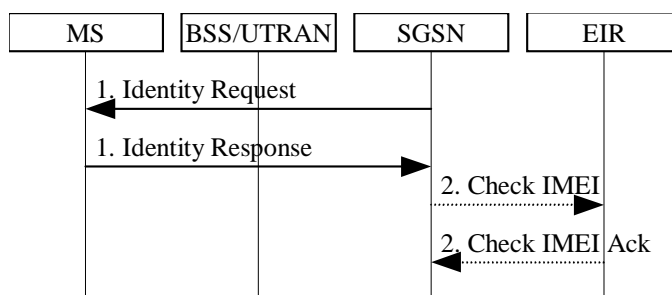 MS BSS/UTRAN SGSN EIR
1. Identity Request
1. Identity Response
2. Check IMEI
2. Check IMEI Ack